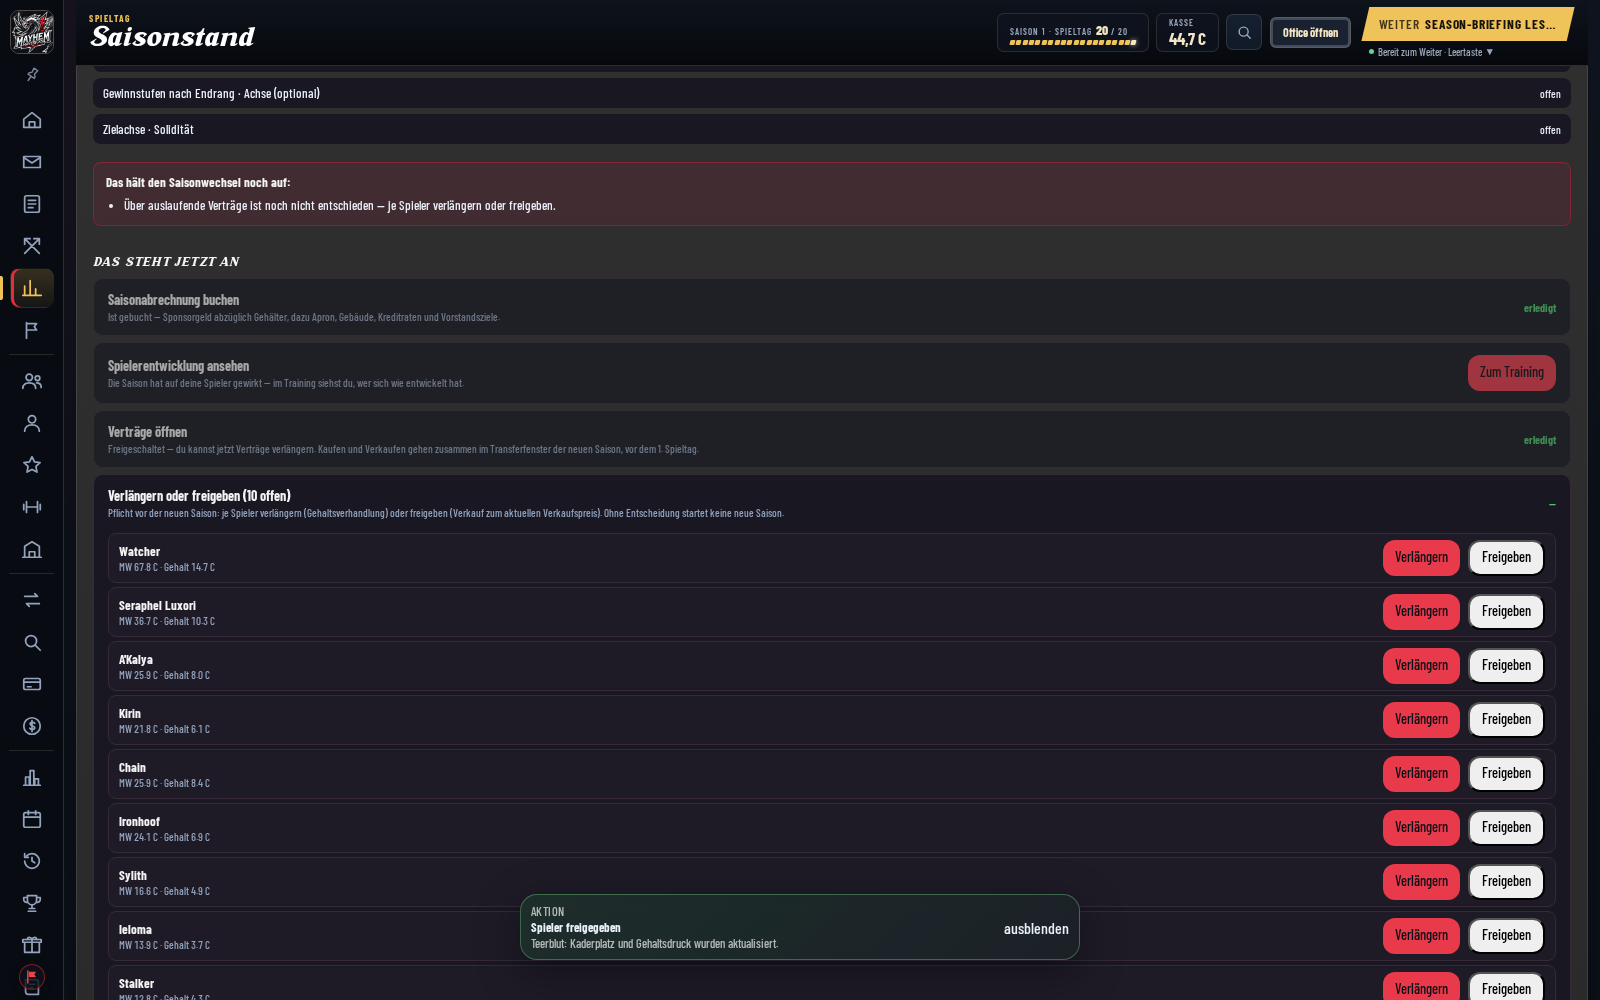 MAYHEM
SPIELTAG
Saisonstand
SAISON 1 · SPIELTAG 20 / 20
KASSE
44,7 C
Office öffnen
WEITER SEASON-BRIEFING LES…
Bereit zum Weiter · Leertaste ▼
Gewinnstufen nach Endrang · Achse (optional)
offen
Zielachse · Solidität
offen
Das hält den Saisonwechsel noch auf:
• Über auslaufende Verträge ist noch nicht entschieden — je Spieler verlängern oder freigeben.
DAS STEHT JETZT AN
Saisonabrechnung buchen
Ist gebucht — Sponsorgeld abzüglich Gehälter, dazu Apron, Gebäude, Kreditraten und Vorstandsziele.
erledigt
Spielerentwicklung ansehen
Die Saison hat auf deine Spieler gewirkt — im Training siehst du, wer sich wie entwickelt hat.
Zum Training
Verträge öffnen
Freigeschaltet — du kannst jetzt Verträge verlängern. Kaufen und Verkaufen gehen zusammen im Transferfenster der neuen Saison, vor dem 1. Spieltag.
erledigt
Verlängern oder freigeben (10 offen)
Pflicht vor der neuen Saison: je Spieler verlängern (Gehaltsverhandlung) oder freigeben (Verkauf zum aktuellen Verkaufspreis). Ohne Entscheidung startet keine neue Saison.
—
Watcher
MW 67.8 C · Gehalt 14.7 C
Verlängern
Freigeben
Seraphel Luxori
MW 36.7 C · Gehalt 10.3 C
Verlängern
Freigeben
A'Kalya
MW 25.9 C · Gehalt 8.0 C
Verlängern
Freigeben
Kirin
MW 21.8 C · Gehalt 6.1 C
Verlängern
Freigeben
Chain
MW 25.9 C · Gehalt 8.4 C
Verlängern
Freigeben
Ironhoof
MW 24.1 C · Gehalt 6.9 C
Verlängern
Freigeben
Sylith
MW 16.6 C · Gehalt 4.9 C
Verlängern
Freigeben
Ieloma
MW 13.9 C · Gehalt 3.7 C
Verlängern
Freigeben
Stalker
MW 12.8 C · Gehalt 4.3 C
Verlängern
Freigeben
AKTION
Spieler freigegeben
Teerblut: Kaderplatz und Gehaltsdruck wurden aktualisiert.
ausblenden